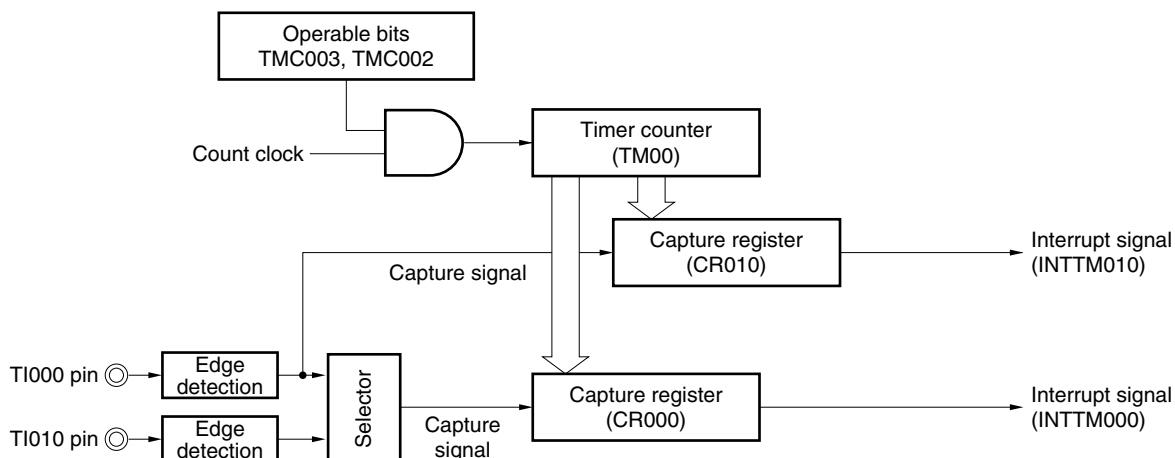 Operable bits
TMC003, TMC002
Count clock
Timer counter
(TM00)
Capture register
(CR010)
Interrupt signal
(INTTM010)
Capture signal
TI000 pin
Edge
detection
Selector
Capture register
(CR000)
Interrupt signal
(INTTM000)
TI010 pin
Edge
detection
Capture
signal